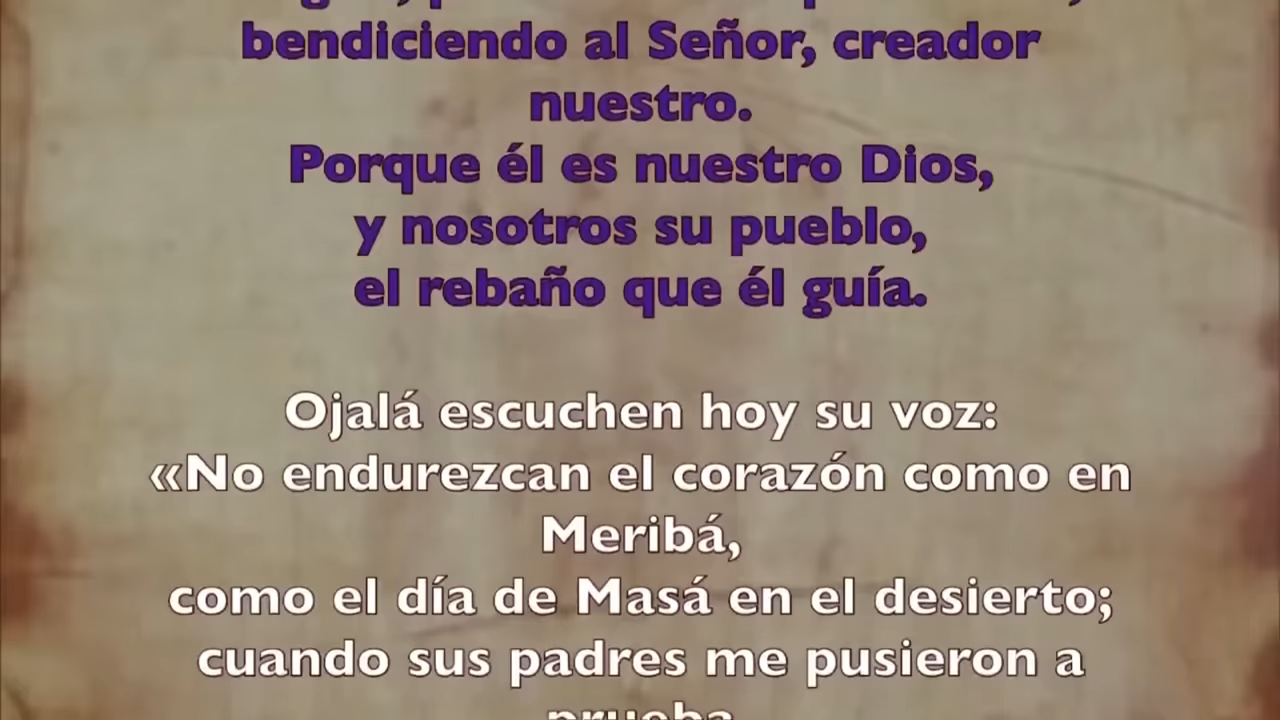 bendiciendo al Señor, creador
nuestro.
Porque él es nuestro Dios,
y nosotros su pueblo,
el rebaño que él guía.
Ojalá escuchen hoy su voz:
«No endurezcan el corazón como en
Meribá,
como el día de Masá en el desierto;
cuando sus padres me pusieron a
prueba